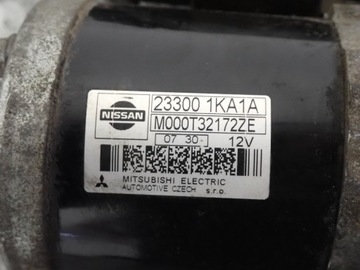 NISSAN
23300 1KA1A
M000T32172ZE
07 30- 12V
MITSUBISHI ELECTRIC
AUTOMOTIVE CZECH s.r.o.